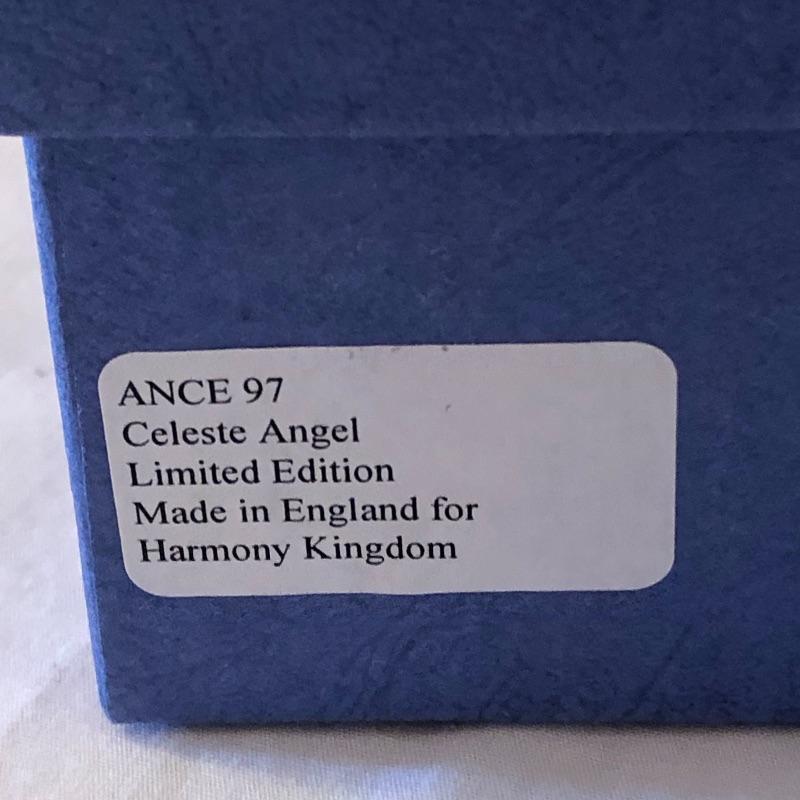 ANCE 97
Celeste Angel
Limited Edition
Made in England for
Harmony Kingdom